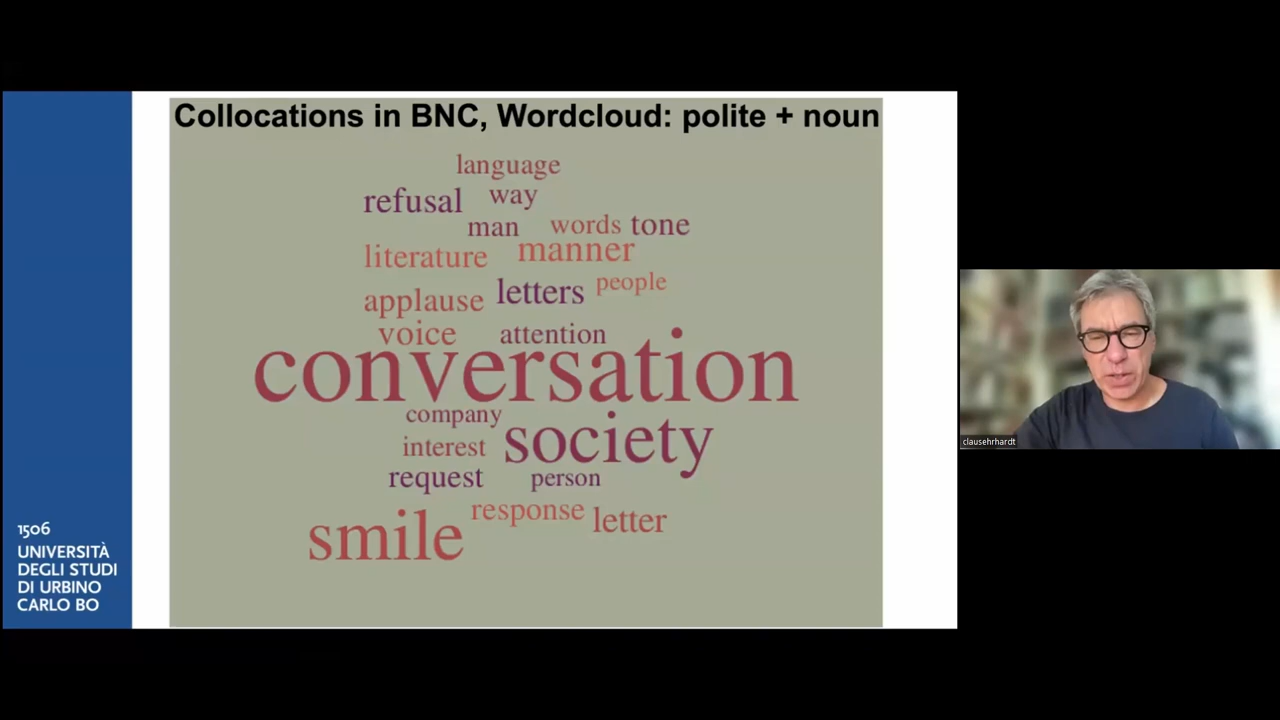 Collocations in BNC, Wordcloud: polite + noun
language
refusal way
man words tone
literature manner
applause letters people
voice attention
conversation
company
interest society
request person
smile response letter
1506
UNIVERSITÀ
DEGLI STUDI
DI URBINO
CARLO BO
clausehrhardt